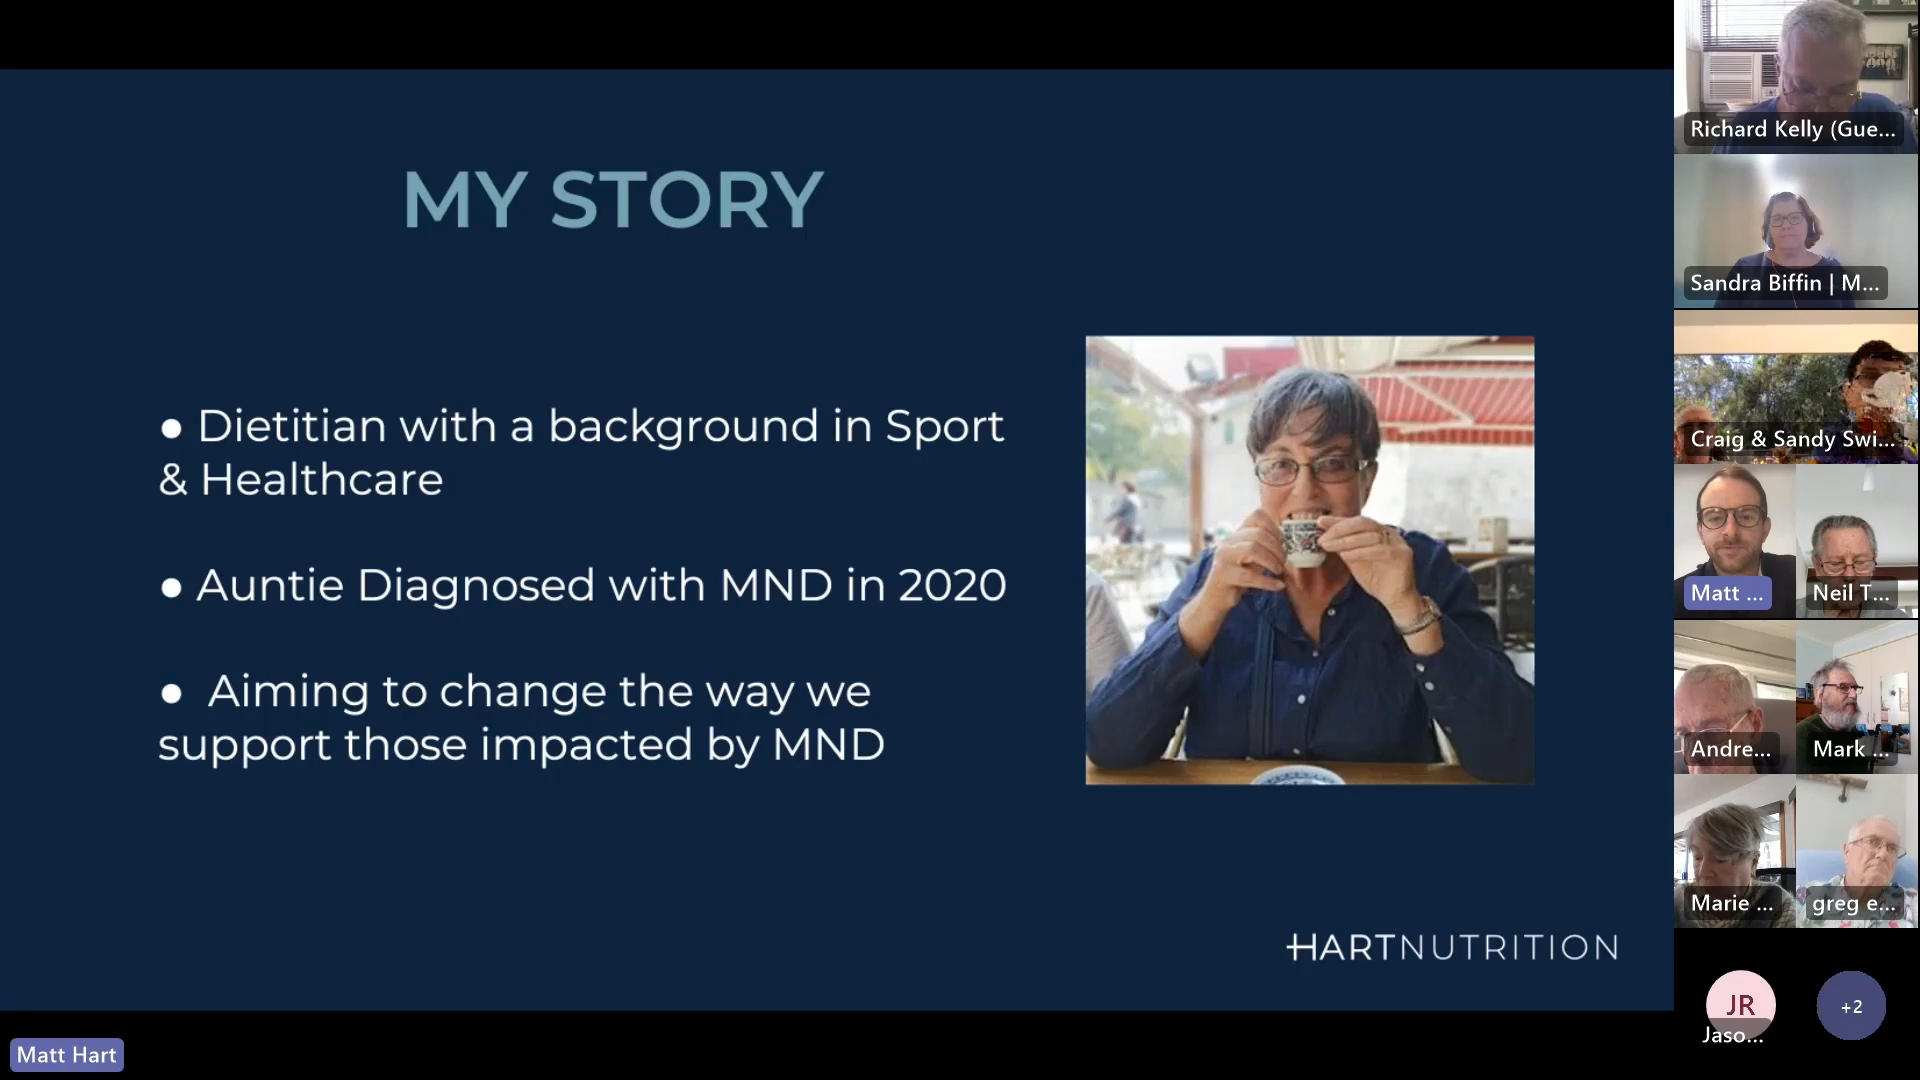 MY STORY
● Dietitian with a background in Sport
& Healthcare
● Auntie Diagnosed with MND in 2020
● Aiming to change the way we
support those impacted by MND
HARTNUTRITION
Matt Hart
Richard Kelly (Gue...
Sandra Biffin | M...
Craig & Sandy Swi...
Matt ...
Neil T...
Andre...
Mark ...
Marie ...
greg e...
JR
Jaso...
+2